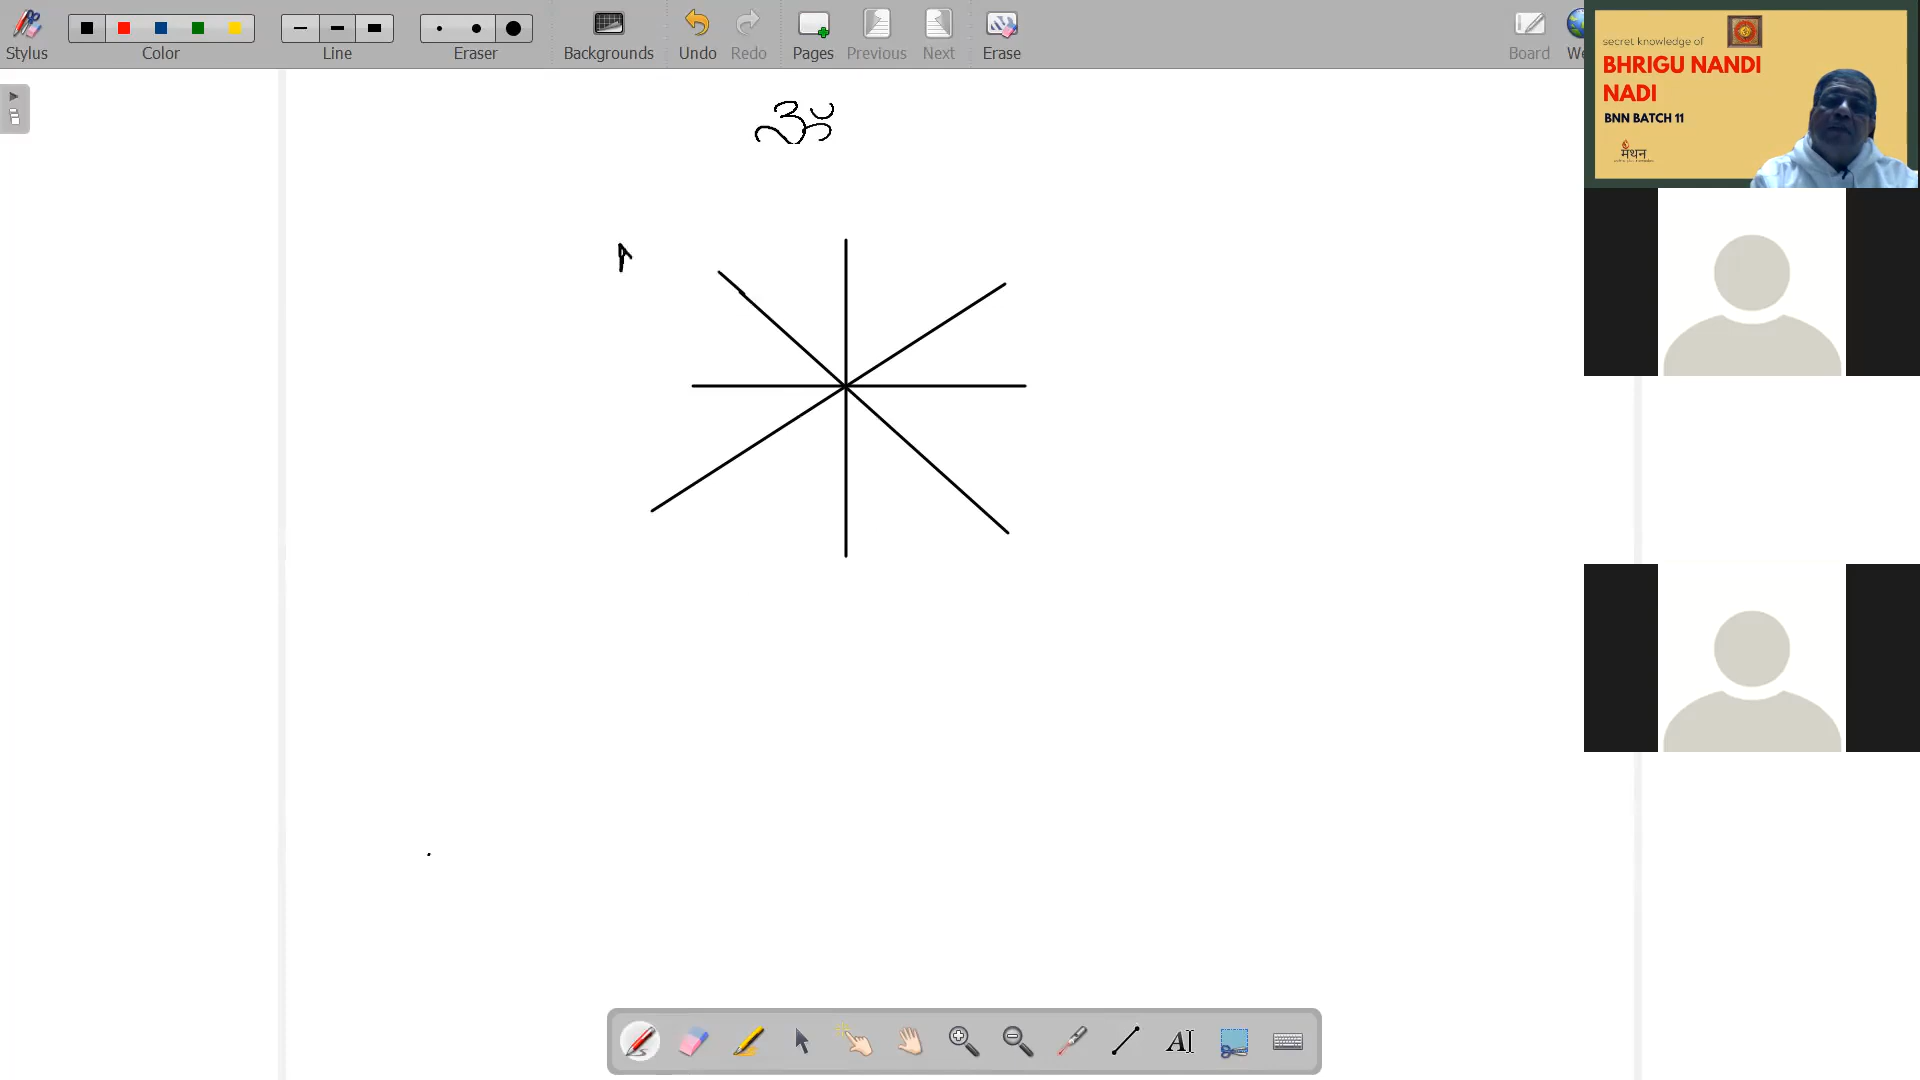 Stylus
Color
Line
Eraser
Backgrounds
Undo
Redo
Pages
Previous
Next
Erase
Board
ॐ
secret knowledge of
BHRIGU NANDI
NADI
BNN BATCH 11
मंथन